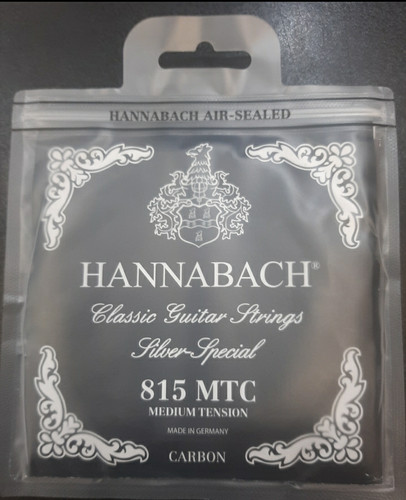 HANNABACH AIR-SEALED
HANNABACH®
Classic Guitar Strings
Silver-Special
815 MTC
MEDIUM TENSION
MADE IN GERMANY
CARBON